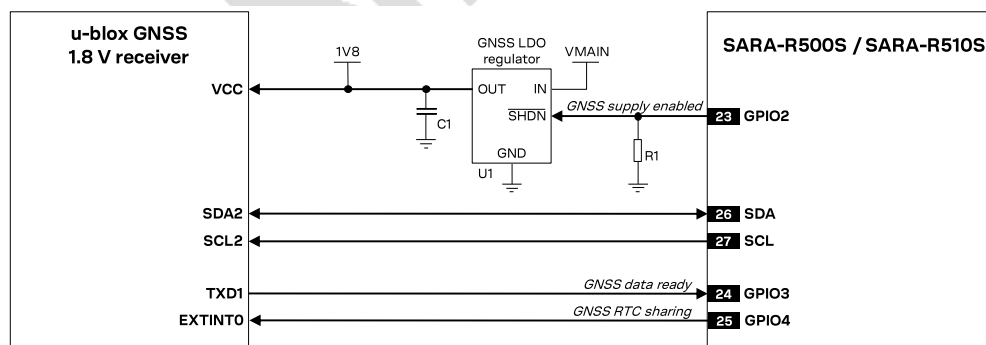 u-blox GNSS
1.8 V receiver
VCC
SDA2
SCL2
TXD1
EXTINT0
1V8
C1
GNSS LDO
regulator
OUT
IN
SHDN
GND
U1
VMAIN
GNSS supply enabled
R1
GNSS data ready
GNSS RTC sharing
SARA-R500S / SARA-R510S
23 GPIO2
26 SDA
27 SCL
24 GPIO3
25 GPIO4